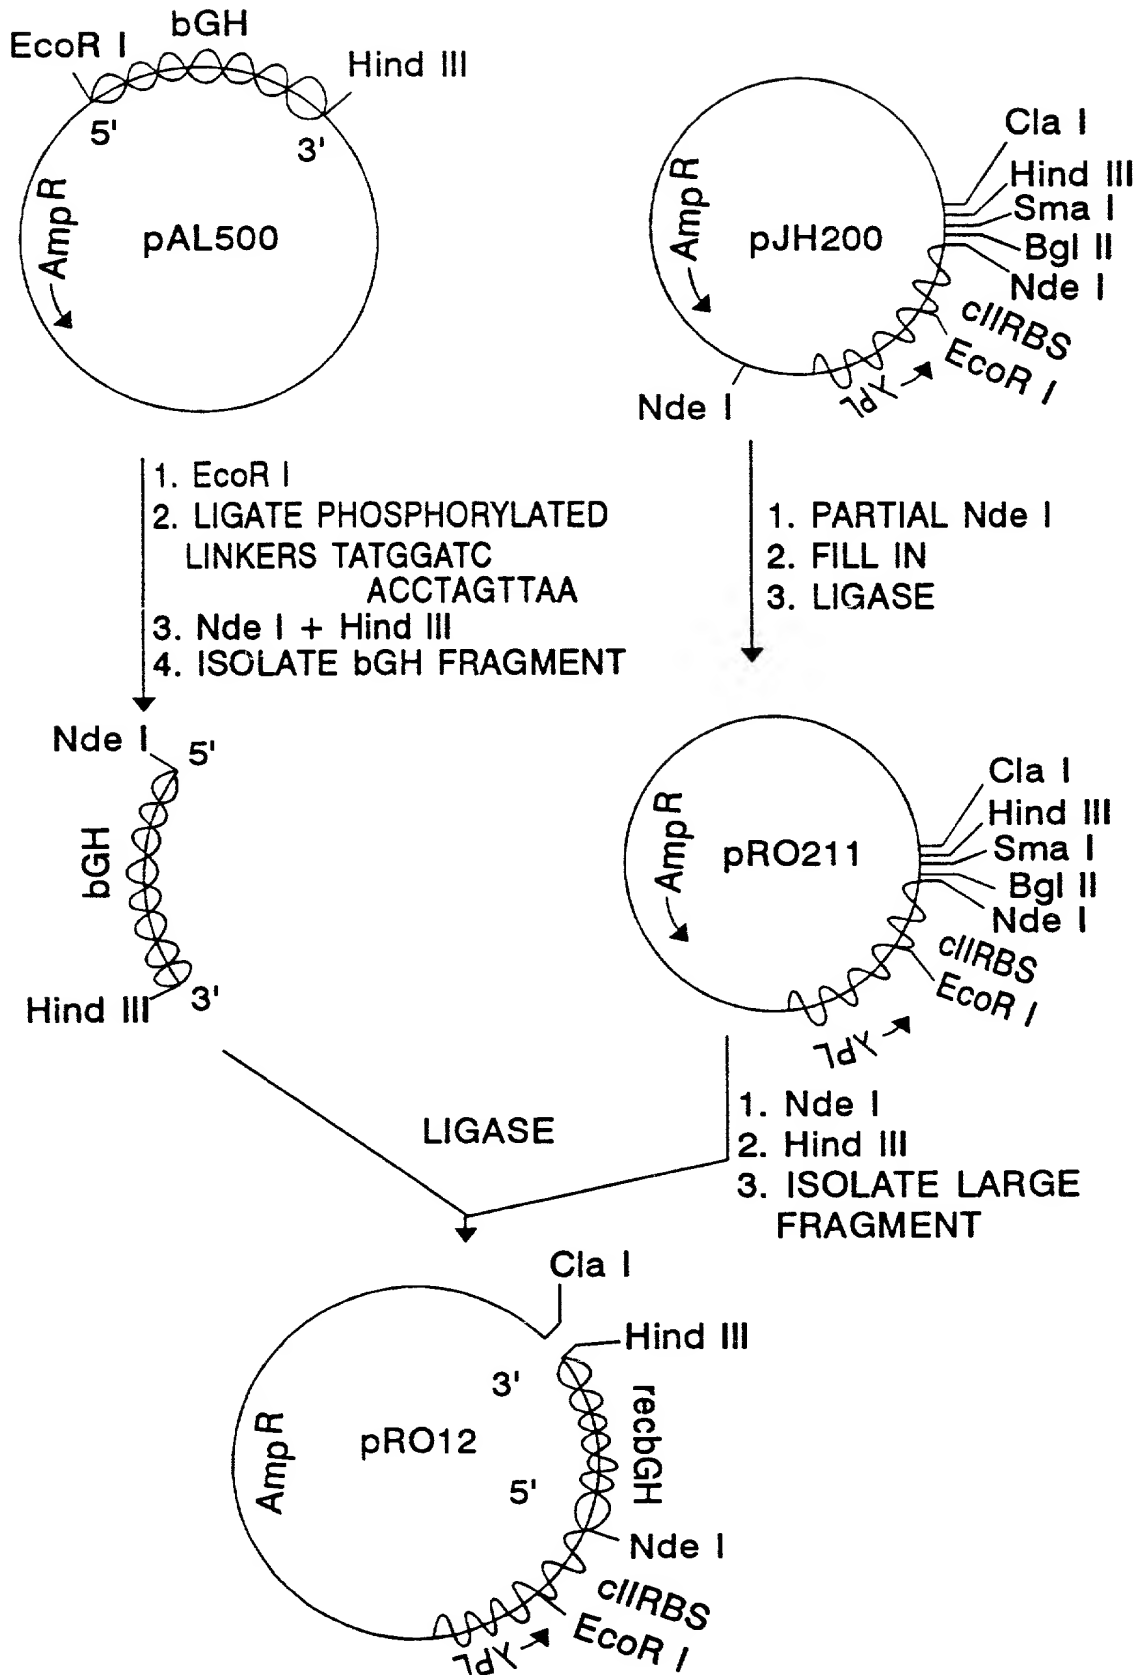 bGH
EcoR I
Hind III
5'
3'
AmpR
pAL500
Cla I
Hind III
Sma I
Bgl II
Nde I
cIIRBS
EcoR I
λPL
Nde I
AmpR
pJH200
1. EcoR I
2. LIGATE PHOSPHORYLATED
LINKERS TATGGATC
ACCTAGTTAA
3. Nde I + Hind III
4. ISOLATE bGH FRAGMENT
1. PARTIAL Nde I
2. FILL IN
3. LIGASE
Nde I
5'
bGH
Hind III
3'
Cla I
Hind III
Sma I
Bgl II
Nde I
cIIRBS
EcoR I
λPL
AmpR
pRO211
LIGASE
1. Nde I
2. Hind III
3. ISOLATE LARGE
FRAGMENT
Cla I
Hind III
3'
recbGH
AmpR
pRO12
5'
Nde I
cIIRBS
EcoR I
λPL